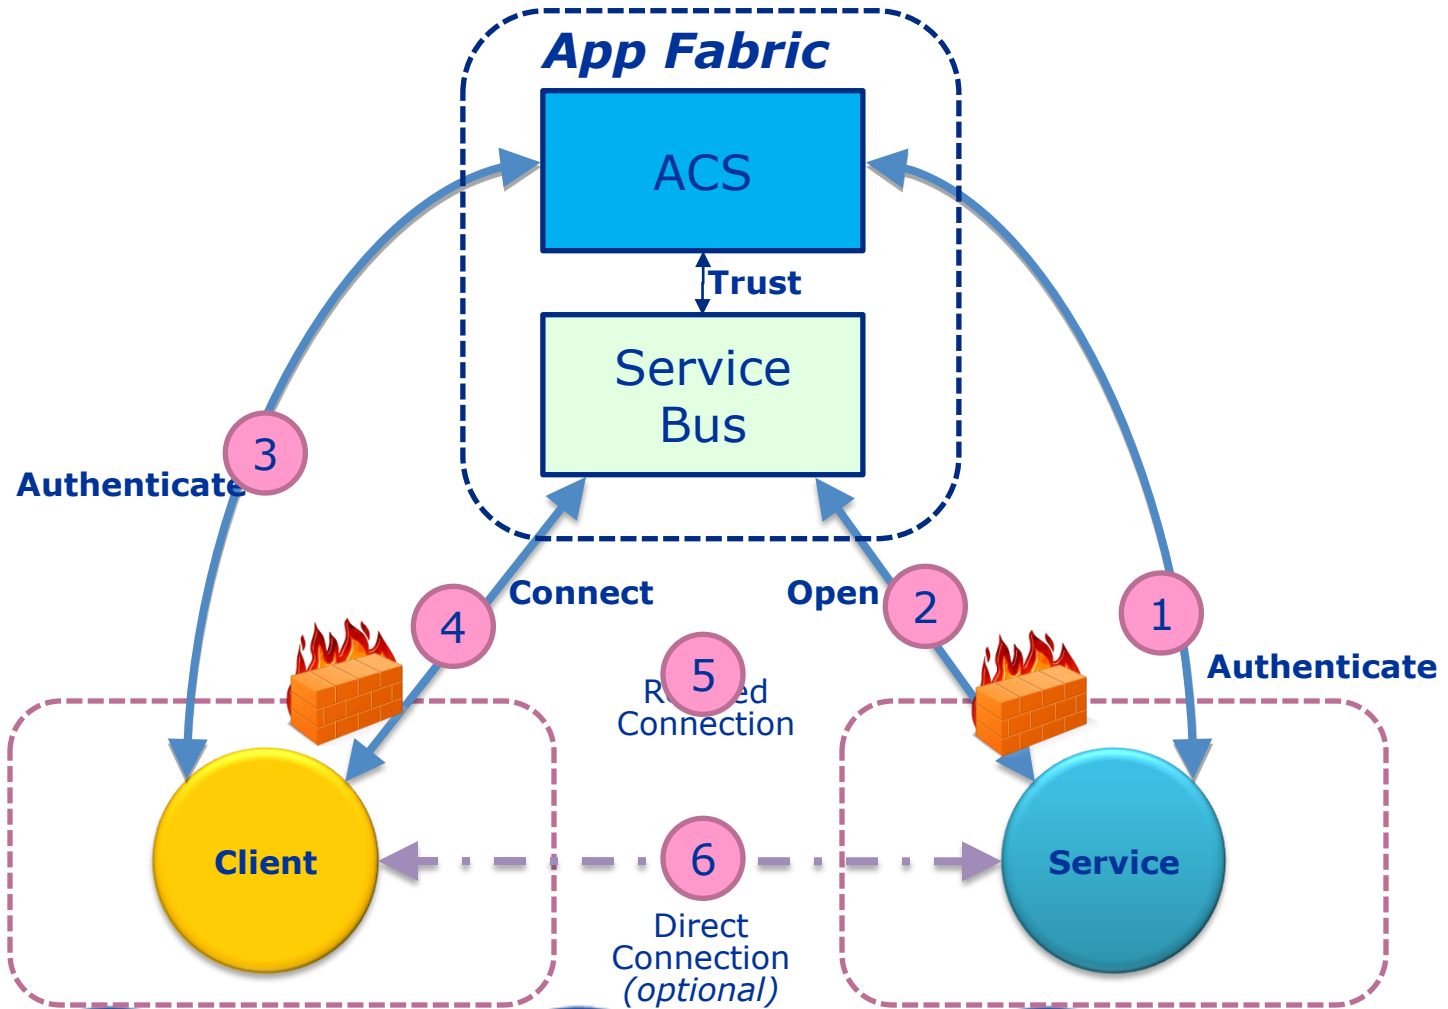 App Fabric
ACS
Trust
Service
Bus
3
Authenticate
4
Connect
Open
2
1
Authenticate
5
Connection
Client
6
Service
Direct
Connection
(optional)